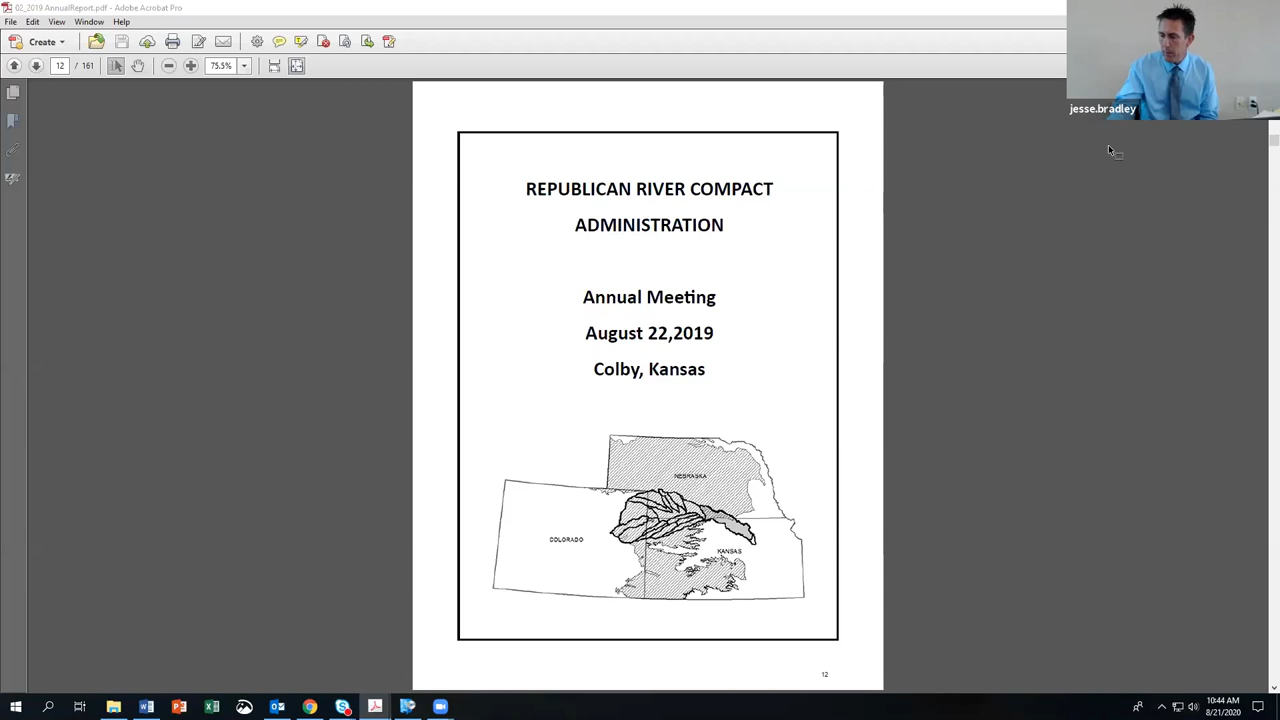 02_2019 AnnualReport.pdf - Adobe Acrobat Pro
File Edit View Window Help
Create
12 / 161 75.5%
jesse.bradley
REPUBLICAN RIVER COMPACT
ADMINISTRATION
Annual Meeting
August 22,2019
Colby, Kansas
NEBRASKA
COLORADO
KANSAS
12
10:44 AM
8/21/2020